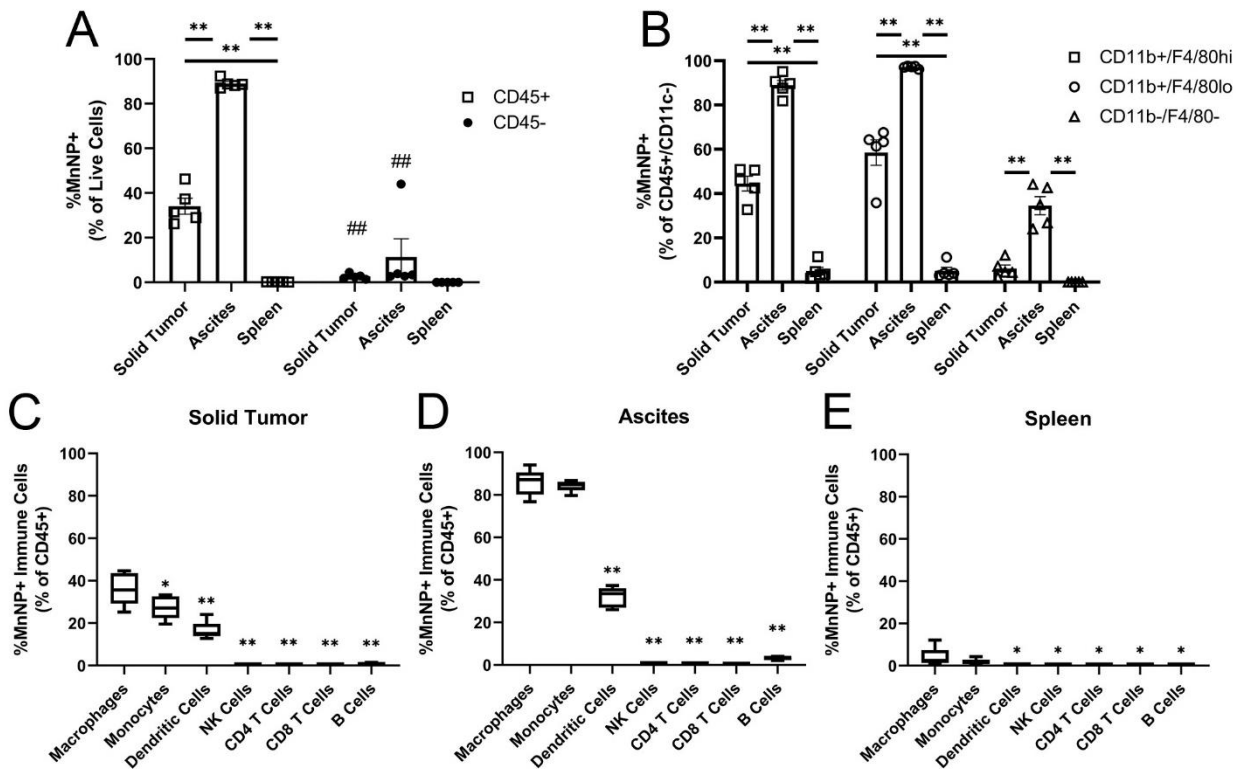 A
** **
**
%MnNP+
(% of Live Cells)
100
80
60
40
20
0
##
##
CD45+
CD45-
Solid Tumor
Ascites
Spleen
Solid Tumor
Ascites
Spleen
B
** **
**
** **
**
** **
%MnNP+
(% of CD45+/CD11c-)
100
80
60
40
20
0
CD11b+/F4/80hi
CD11b+/F4/80lo
CD11b-/F4/80-
Solid Tumor
Ascites
Spleen
Solid Tumor
Ascites
Spleen
Solid Tumor
Ascites
Spleen
C
Solid Tumor
%MnNP+ Immune Cells
(% of CD45+)
100
80
60
40
20
0
* ** ** ** ** **
Macrophages
Monocytes
Dendritic Cells
NK Cells
CD4 T Cells
CD8 T Cells
B Cells
D
Ascites
%MnNP+ Immune Cells
(% of CD45+)
100
80
60
40
20
0
** ** ** ** **
Macrophages
Monocytes
Dendritic Cells
NK Cells
CD4 T Cells
CD8 T Cells
B Cells
E
Spleen
%MnNP+ Immune Cells
(% of CD45+)
100
80
60
40
20
0
* * * * *
Macrophages
Monocytes
Dendritic Cells
NK Cells
CD4 T Cells
CD8 T Cells
B Cells